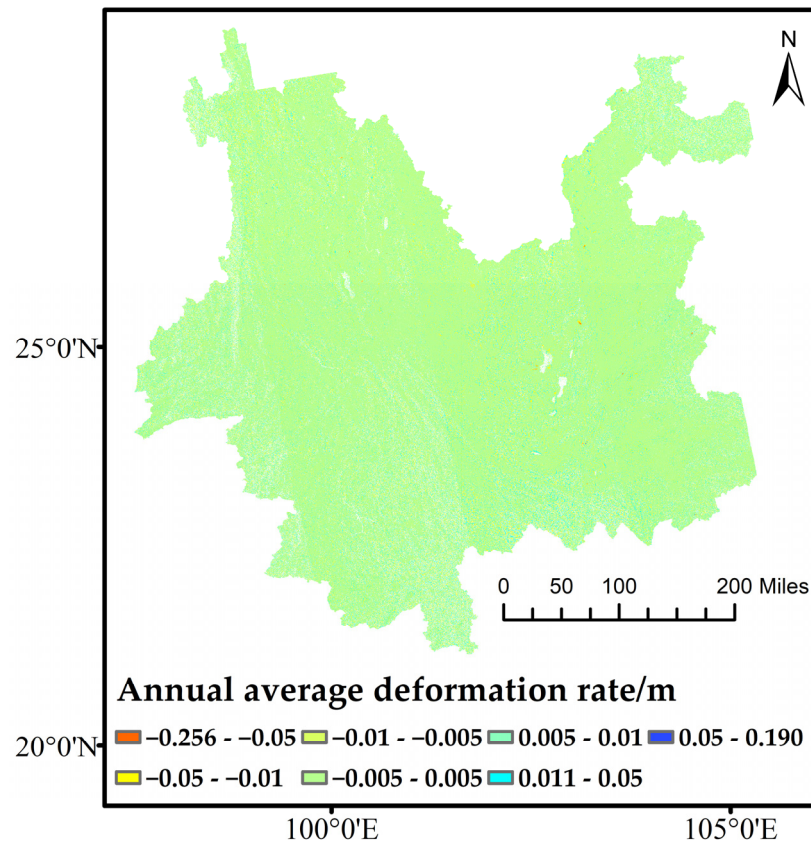 N
25°0'N
0 50 100 200 Miles
Annual average deformation rate/m
−0.256 - −0.05 −0.01 - −0.005 0.005 - 0.01 0.05 - 0.190
−0.05 - −0.01 −0.005 - 0.005 0.011 - 0.05
20°0'N
100°0'E 105°0'E